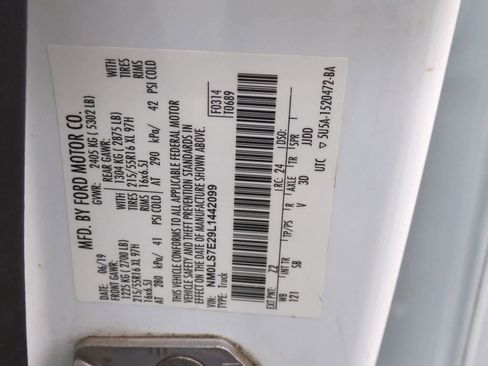 MFD. BY FORD MOTOR CO.
DATE: 06/19
GVWR: 2405 KG ( 5302 LB)
FRONT GAWR:
1225 KG ( 2700 LB)
215/55R16 XL 97H
16x6.5J
AT 280 kPa/ 41 PSI COLD
WITH
TIRES
RIMS
REAR GAWR:
1304 KG ( 2875 LB)
215/55R16 XL 97H
16x6.5J
AT 290 kPa/ 42 PSI COLD
WITH
TIRES
RIMS
THIS VEHICLE CONFORMS TO ALL APPLICABLE FEDERAL MOTOR
VEHICLE SAFETY AND THEFT PREVENTION STANDARDS IN
EFFECT ON THE DATE OF MANUFACTURE SHOWN ABOVE.
VIN: NM0LS7E29L1442099
TYPE: Truck
F0314
T0689
EXT PNT: Z2
RC: 24
DSO:
WB
INT TR
TP/PS
R
AXLE
TR
SPR
121
SB
V
3
TR
JJDD
UTC
▽ 5U5A-1520472-BA